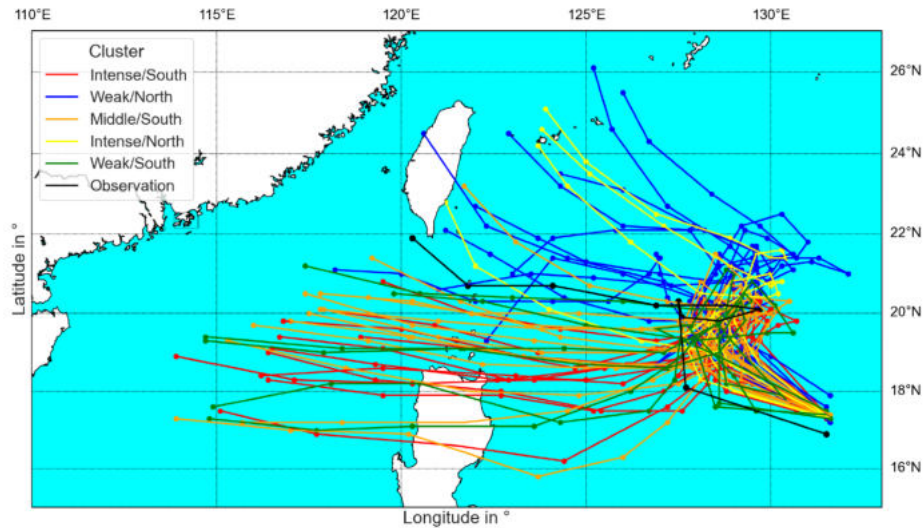 110°E 115°E 120°E 125°E 130°E
Cluster
Intense/South
Weak/North
Middle/South
Intense/North
Weak/South
Observation
26°N
24°N
22°N
20°N
18°N
16°N
Latitude in °
Longitude in °